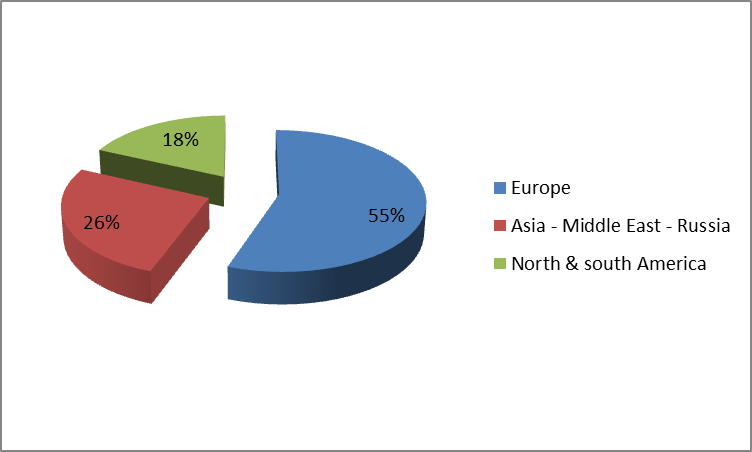 18%
55%
26%
Europe
Asia - Middle East - Russia
North & south America